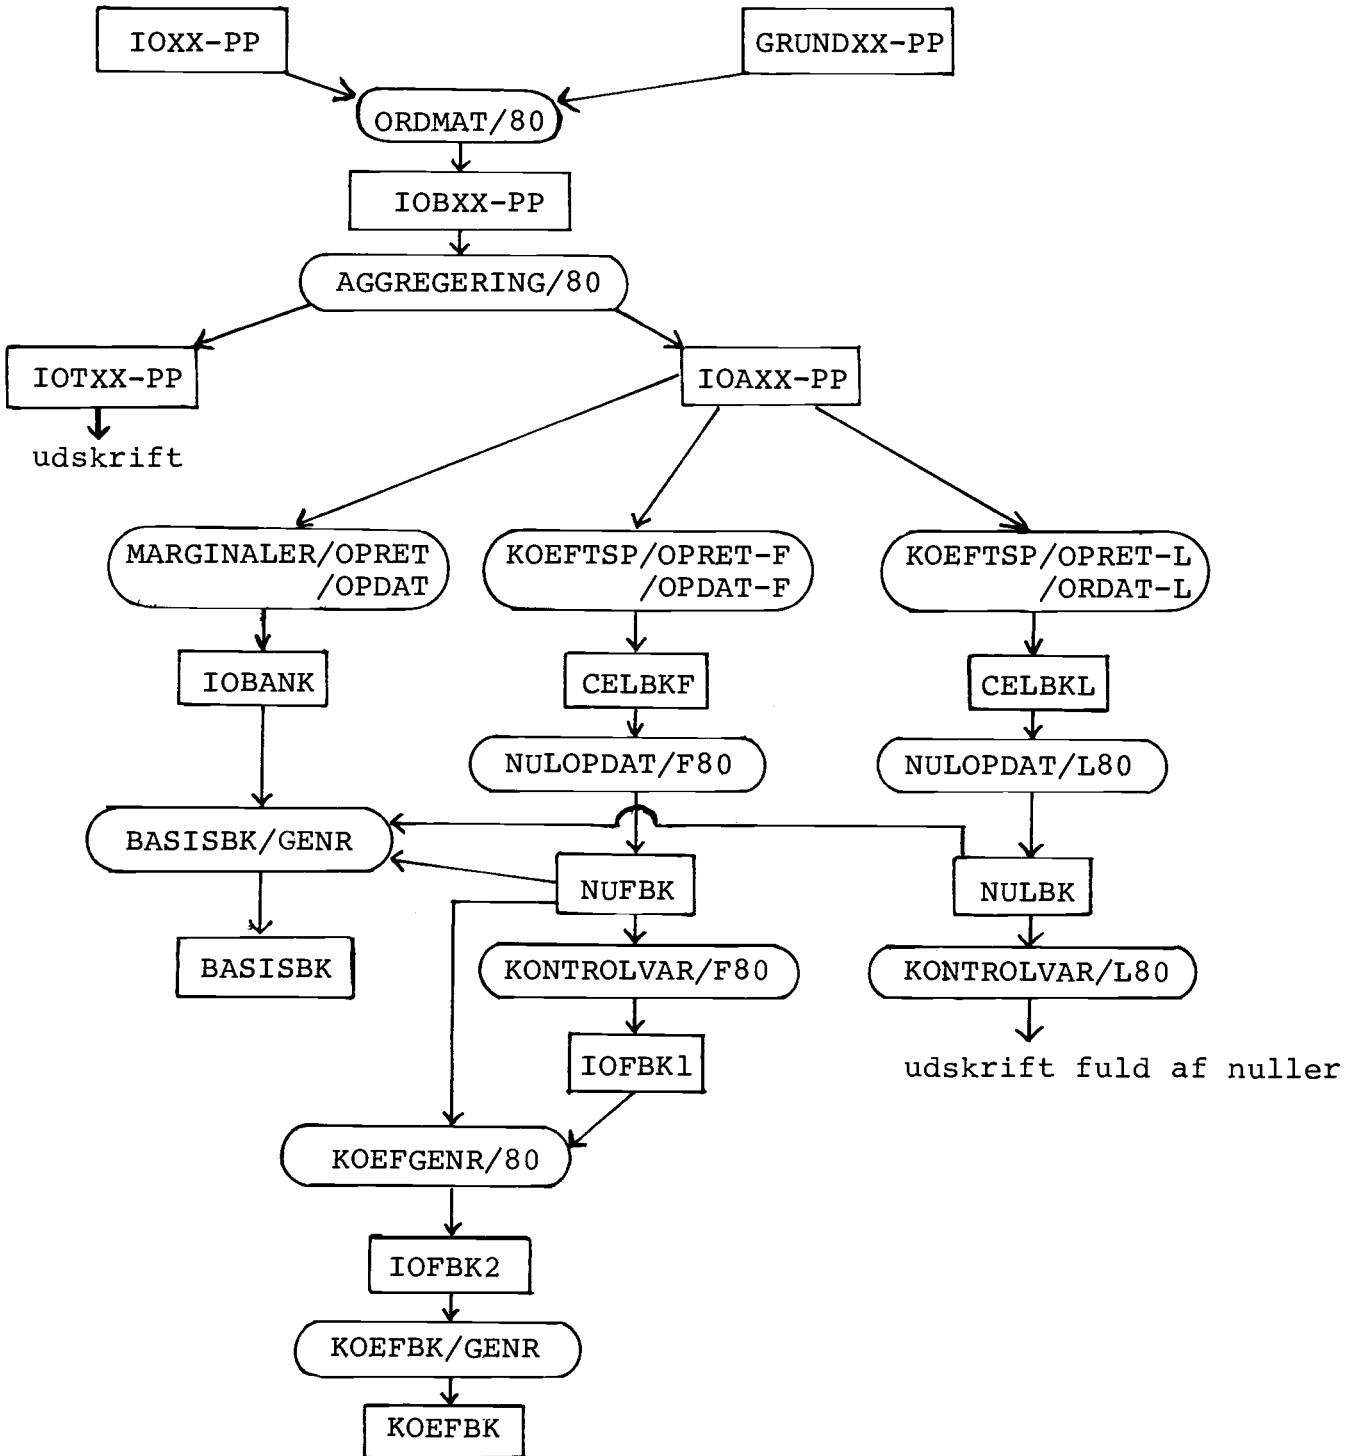 IOXX-PP
GRUNDXX-PP
ORDMAT/80
IOBXX-PP
AGGREGERING/80
IOTXX-PP
IOAXX-PP
udskrift
MARGINALER/OPRET
/OPDAT
KOEFTSP/OPRET-F
/OPDAT-F
KOEFTSP/OPRET-L
/ORDAT-L
IOBANK
CELBKF
CELBKL
NULOPDAT/F80
NULOPDAT/L80
BASISBK/GENR
NUFBK
NULBK
BASISBK
KONTROLVAR/F80
KONTROLVAR/L80
IOFBK1
udskrift fuld af nuller
KOEFGENR/80
IOFBK2
KOEFBK/GENR
KOEFBK